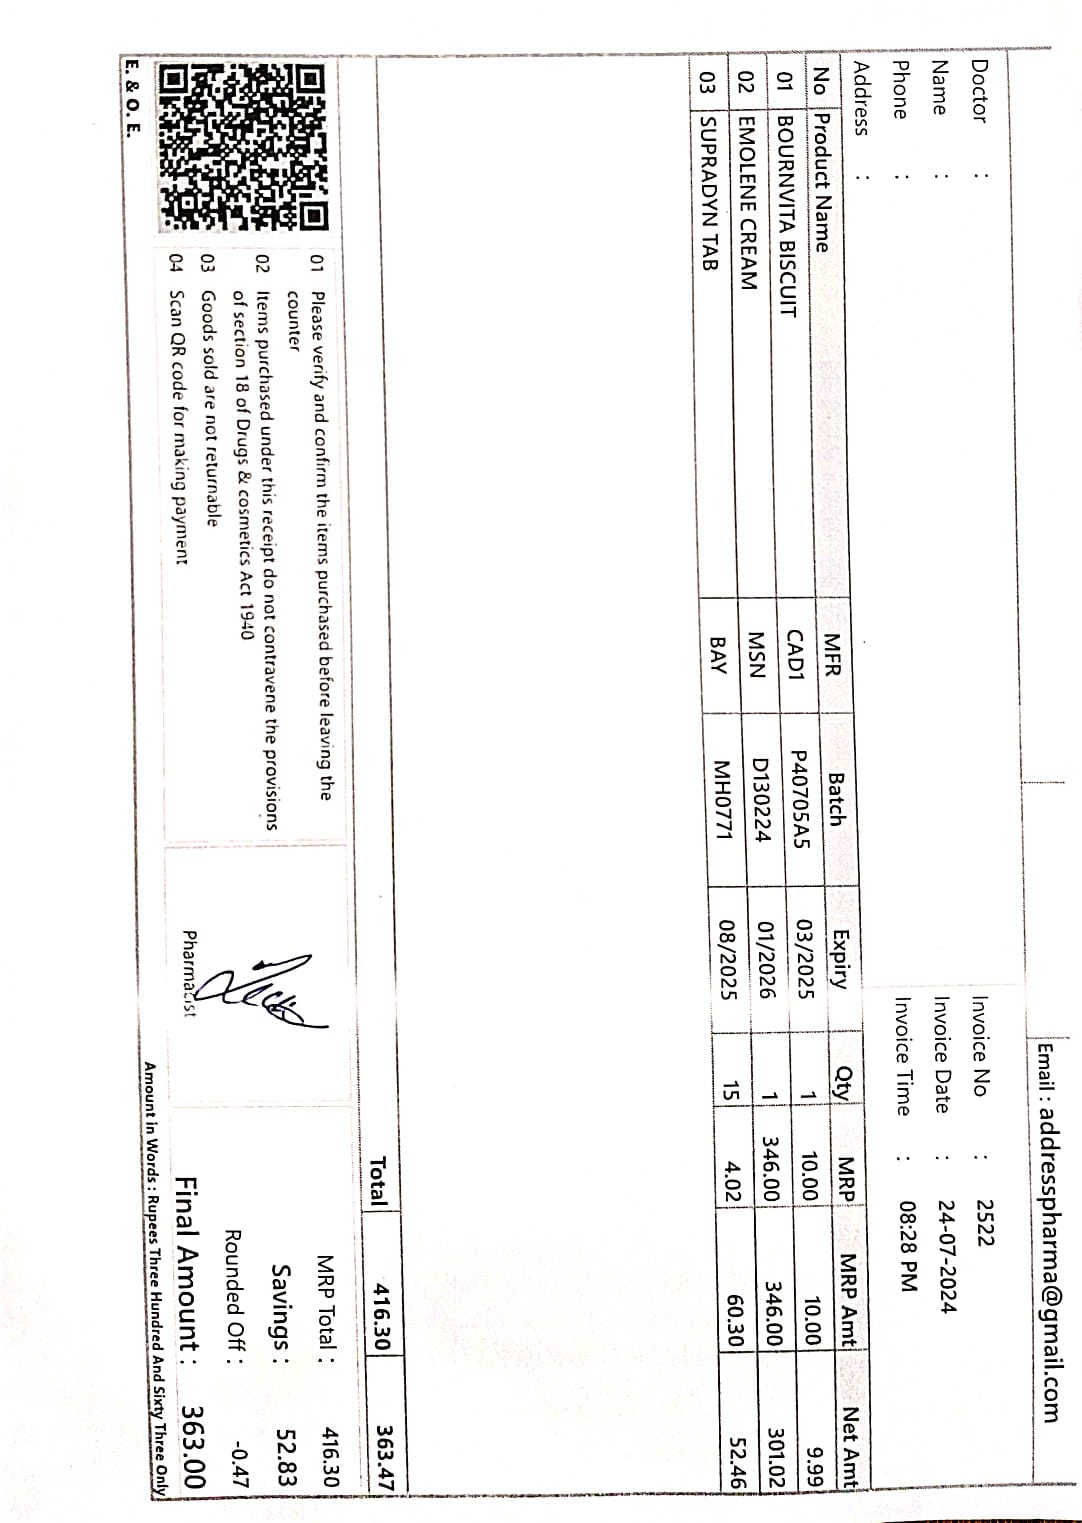 Email : addresspharma@gmail.com
Doctor :
Name :
Phone :
Address :
Invoice No : 2522
Invoice Date : 24-07-2024
Invoice Time : 08:28 PM
No Product Name MFR Batch Expiry Qty MRP MRP Amt Net Amt
01 BOURNVITA BISCUIT CAD1 P40705A5 03/2025 1 10.00 10.00 9.99
02 EMOLENE CREAM MSN D130224 01/2026 1 346.00 346.00 301.02
03 SUPRADYN TAB BAY MH0771 08/2025 15 4.02 60.30 52.46
Total 416.30 363.47
01 Please verify and confirm the items purchased before leaving the
counter
02 Items purchased under this receipt do not contravene the provisions
of section 18 of Drugs & cosmetics Act 1940
03 Goods sold are not returnable
04 Scan QR code for making payment
Pharmacist
MRP Total : 416.30
Savings : 52.83
Rounded Off : -0.47
Final Amount : 363.00
Amount in Words : Rupees Three Hundred And Sixty Three Only
E. & O. E.